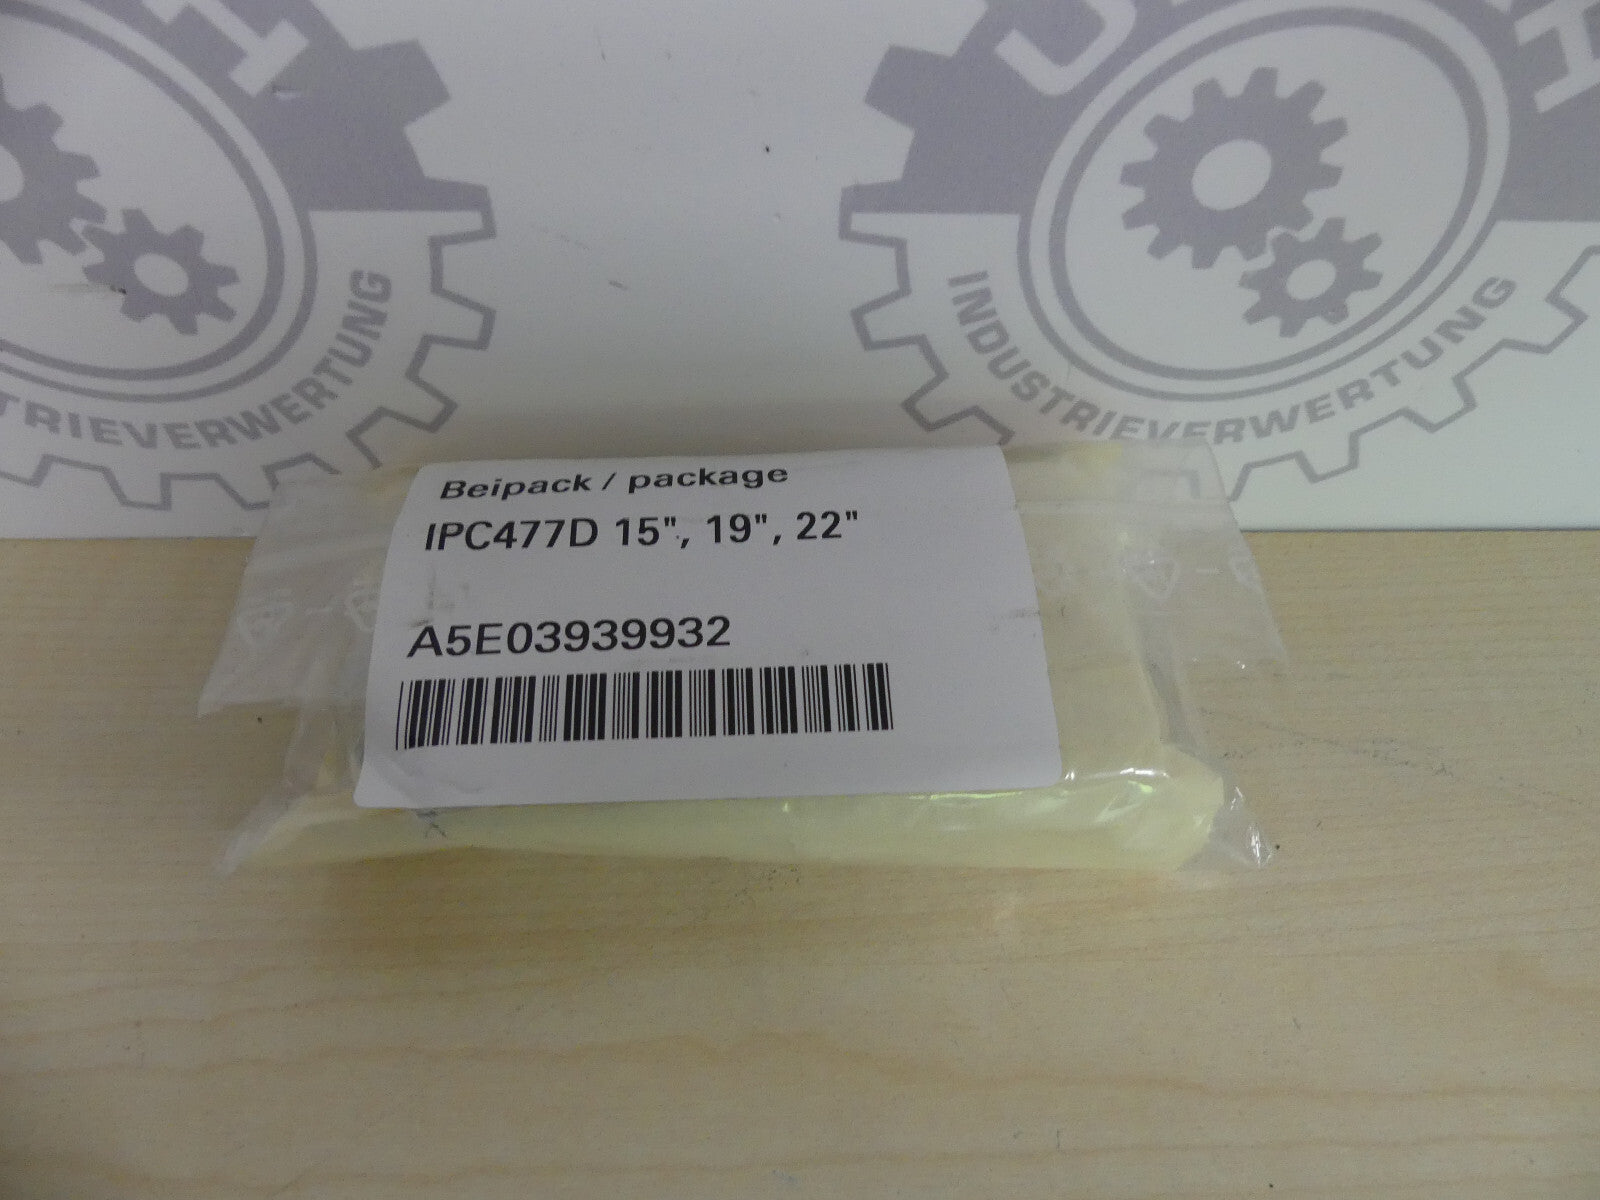 INDUSTRIEVERWERTUNG
TRIEVERWERTUNG
Beipack / package
IPC477D 15", 19", 22"
A5E03939932